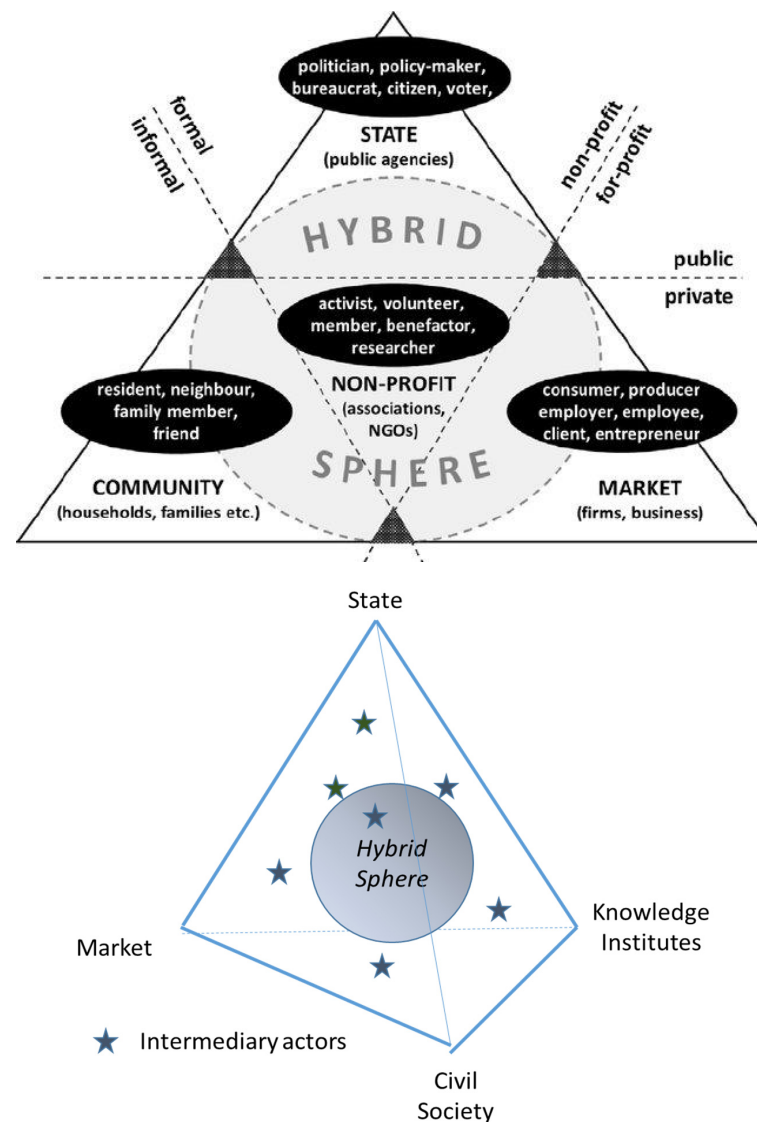 politician, policy-maker,
bureaucrat, citizen, voter,
STATE
(public agencies)
formal
informal
non-profit
for-profit
HYBRID
public
private
activist, volunteer,
member, benefactor,
researcher
NON-PROFIT
(associations,
NGOs)
resident, neighbour,
family member,
friend
COMMUNITY
(households, families etc.)
consumer, producer
employer, employee,
client, entrepreneur
MARKET
(firms, business)
SPHERE
State
Hybrid
Sphere
Market
Knowledge
Institutes
Intermediary actors
Civil
Society